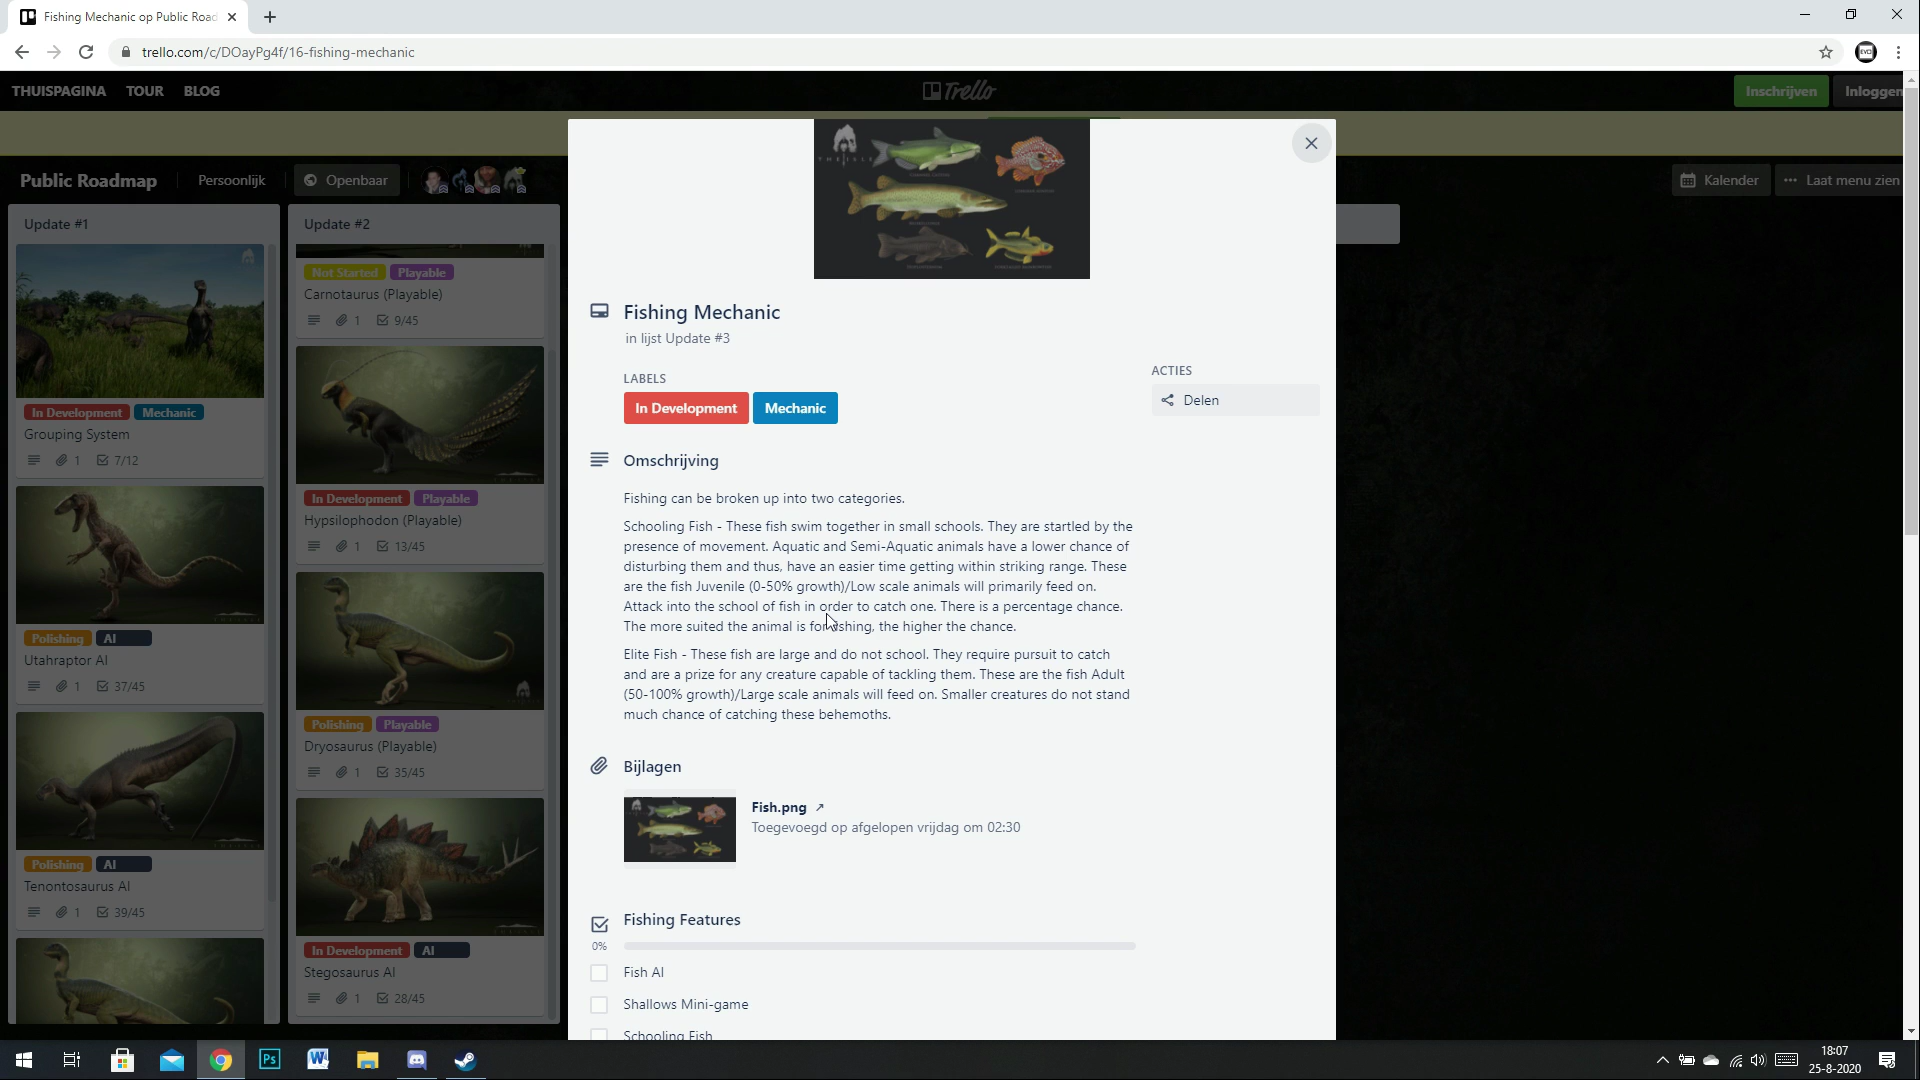 Fishing Mechanic op Public Road
trello.com/c/DOayPg4f/16-fishing-mechanic
THUISPAGINA TOUR BLOG
Trello
Inschrijven Inloggen
Public Roadmap Persoonlijk Openbaar
Kalender ··· Laat menu zien
Update #1
In Development Mechanic
Grouping System
1 7/12
Polishing AI
Utahraptor AI
1 37/45
Polishing AI
Tenontosaurus AI
1 39/45
Update #2
Not Started Playable
Carnotaurus (Playable)
1 9/45
In Development Playable
Hypsilophodon (Playable)
1 13/45
Polishing Playable
Dryosaurus (Playable)
1 35/45
In Development AI
Stegosaurus AI
1 28/45
THE ISLE
Fishing Mechanic
in lijst Update #3
LABELS
In Development Mechanic
ACTIES
Delen
Omschrijving
Fishing can be broken up into two categories.
Schooling Fish - These fish swim together in small schools. They are startled by the
presence of movement. Aquatic and Semi-Aquatic animals have a lower chance of
disturbing them and thus, have an easier time getting within striking range. These
are the fish Juvenile (0-50% growth)/Low scale animals will primarily feed on.
Attack into the school of fish in order to catch one. There is a percentage chance.
The more suited the animal is for fishing, the higher the chance.
Elite Fish - These fish are large and do not school. They require pursuit to catch
and are a prize for any creature capable of tackling them. These are the fish Adult
(50-100% growth)/Large scale animals will feed on. Smaller creatures do not stand
much chance of catching these behemoths.
Bijlagen
Fish.png
Toegevoegd op afgelopen vrijdag om 02:30
Fishing Features
0%
Fish AI
Shallows Mini-game
Schooling Fish
18:07
25-8-2020